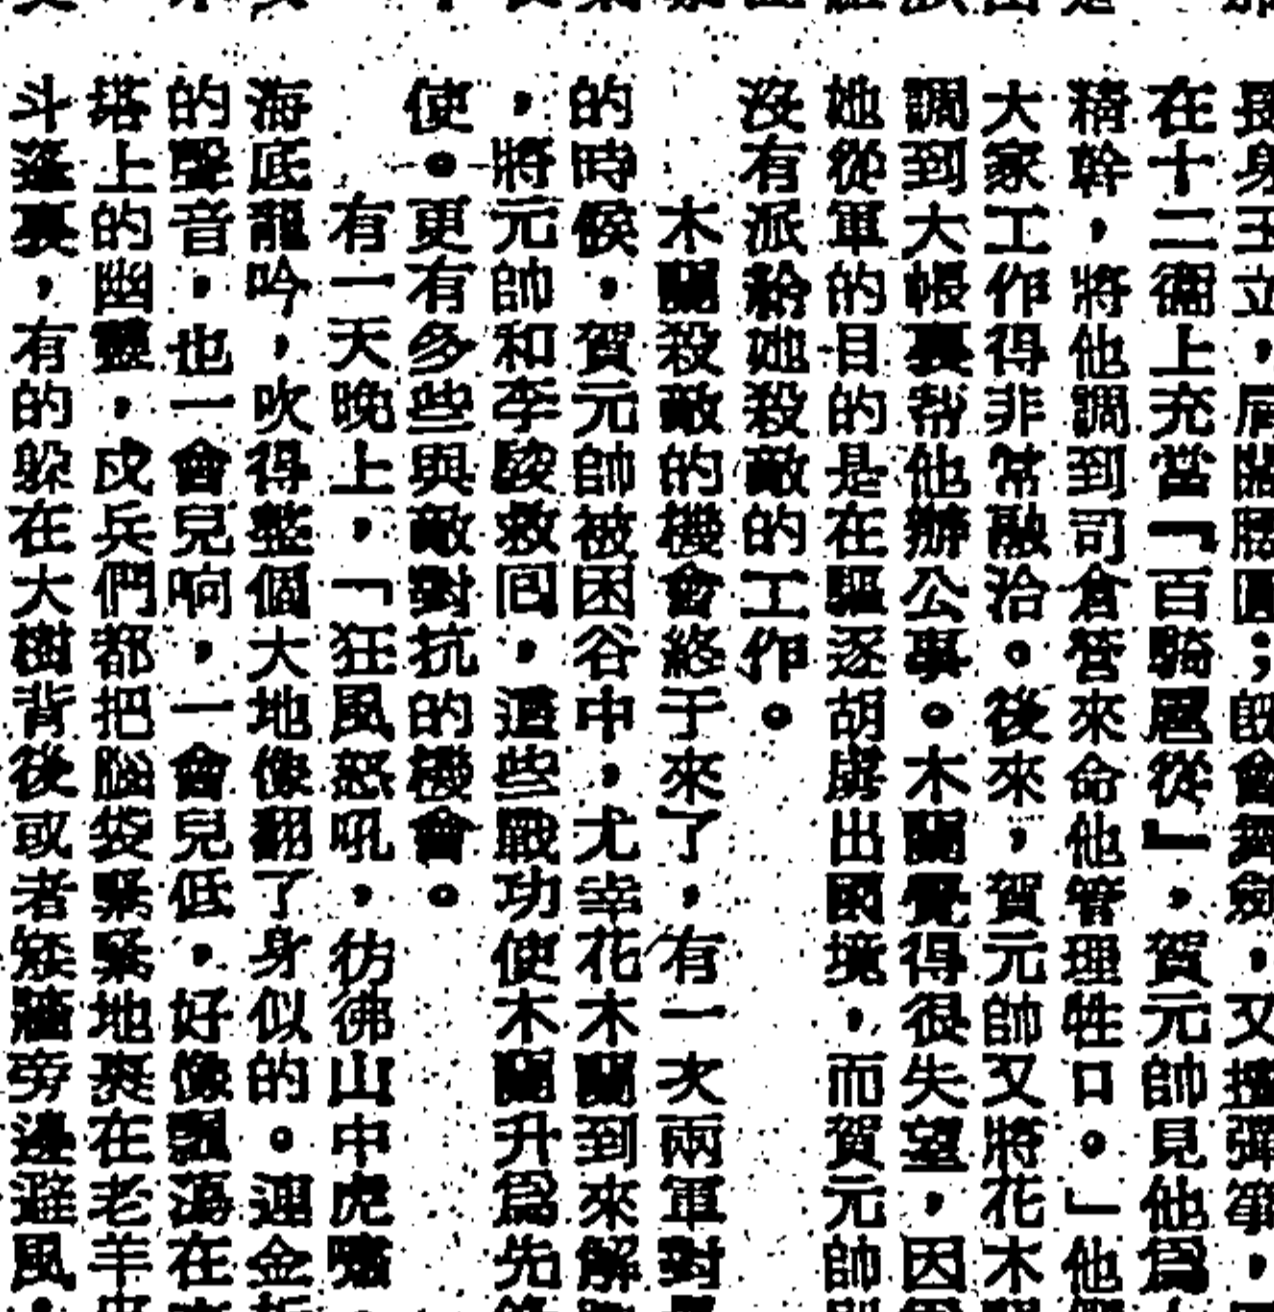 長身玉立，肩闊腰圓；既會舞劍，又擅彈箏，
在十二衛上充當『百騎扈從』，賀元帥見他爲
精幹，將他調到司倉營來命他管理牲口。」他
大家工作得非常融洽。後來，賀元帥又將花木
調到大帳裏幫他辦公事。木蘭覺得很失望，因
她從軍的目的是在驅逐胡虜出國境，而賀元帥
沒有派給她殺敵的工作。
木蘭殺敵的機會終于來了，有一次兩軍對
的時候，賀元帥被困谷中，尤幸花木蘭到來解
，將元帥和李駿救回，這些戰功使木蘭升爲先
使。更有多些與敵對抗的機會。
有一天晚上，「狂風怒吼，彷彿山中虎嘯
海底龍吟，吹得整個大地像翻了身似的。連金
的聲音，也一會兒响，一會兒低，好像飄蕩在
塔上的幽靈，戍兵們都把腦袋緊緊地裹在老羊
斗蓬裏，有的躲在大樹背後或者矮牆旁邊避風